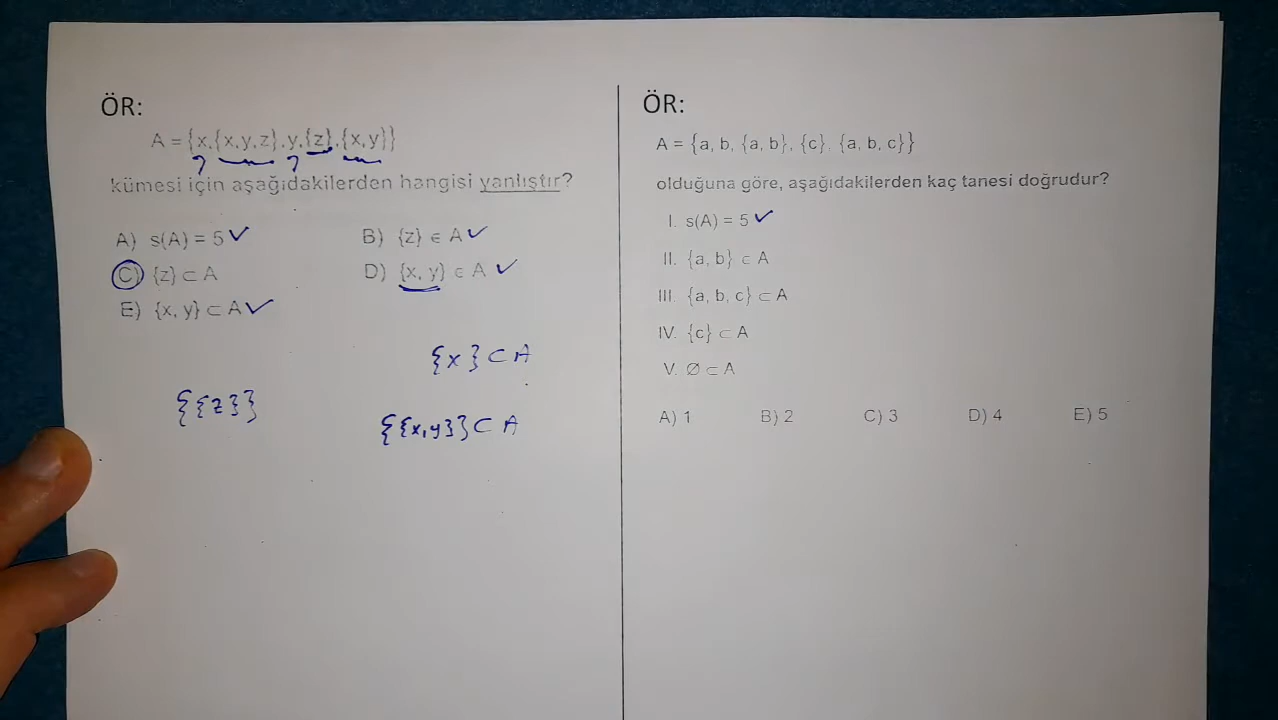 ÖR:
A = {x, {x, y, z}, y, {z}, {x, y}}
kümesi için aşağıdakilerden hangisi yanlıştır?
A) s(A) = 5 ✓
B) {z} ∈ A ✓
C) {z} ⊂ A
D) {x, y} ∈ A ✓
E) {x, y} ⊂ A ✓
{x} ⊂ A
{{z}}
{{x,y}} ⊂ A
ÖR:
A = {a, b, {a, b}, {c}, {a, b, c}}
olduğuna göre, aşağıdakilerden kaç tanesi doğrudur?
I. s(A) = 5 ✓
II. {a, b} ∈ A
III. {a, b, c} ⊂ A
IV. {c} ⊂ A
V. ∅ ⊂ A
A) 1 B) 2 C) 3 D) 4 E) 5